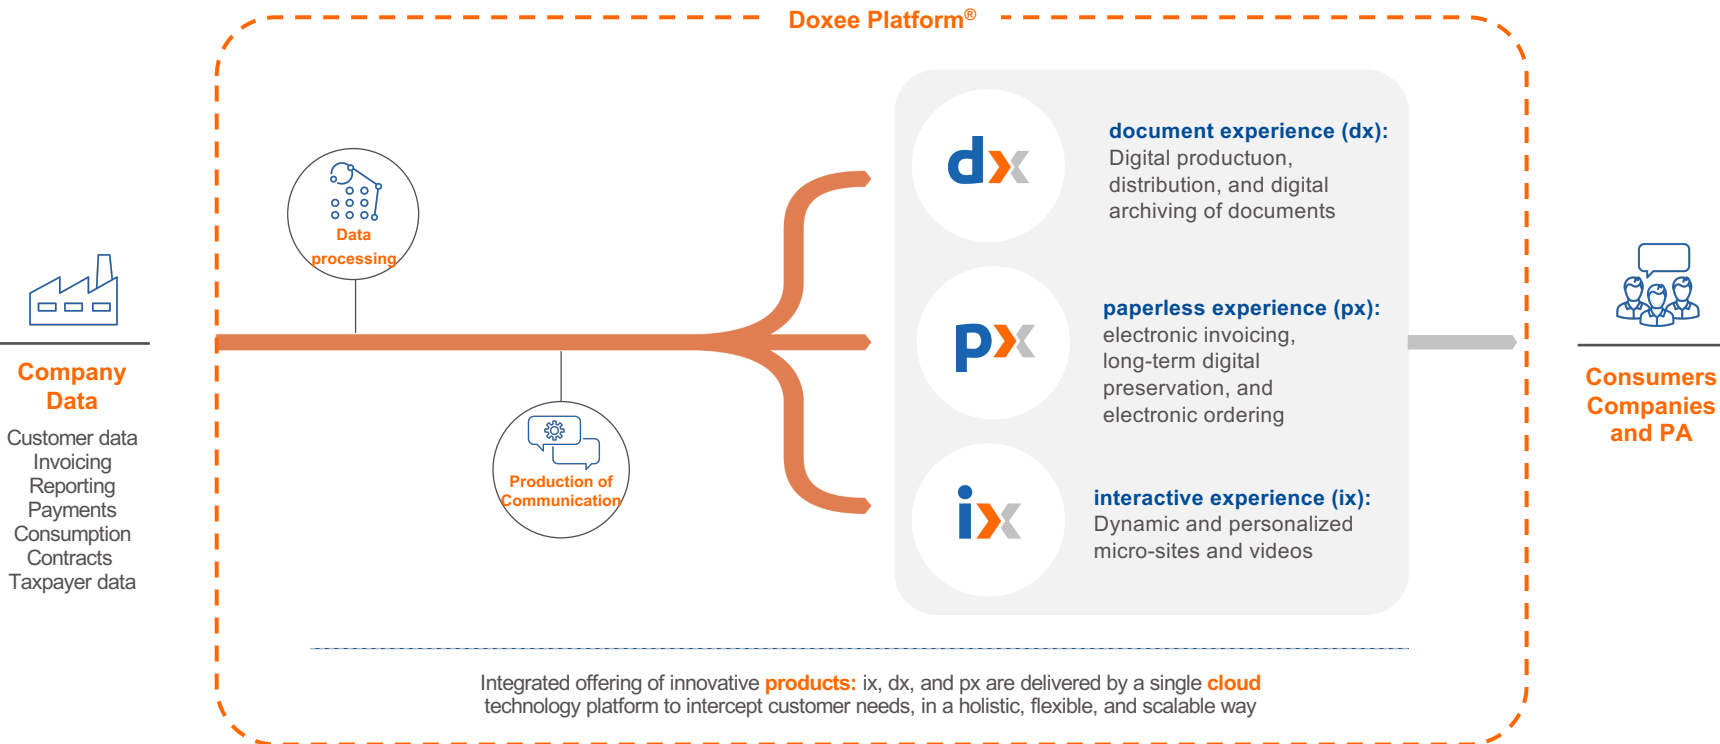 Doxee Platform®
Data
processing
Production of
Communication
Company
Data
Customer data
Invoicing
Reporting
Payments
Consumption
Contracts
Taxpayer data
dx
document experience (dx):
Digital productuon,
distribution, and digital
archiving of documents
px
paperless experience (px):
electronic invoicing,
long-term digital
preservation, and
electronic ordering
ix
interactive experience (ix):
Dynamic and personalized
micro-sites and videos
Consumers
Companies
and PA
Integrated offering of innovative products: ix, dx, and px are delivered by a single cloud
technology platform to intercept customer needs, in a holistic, flexible, and scalable way